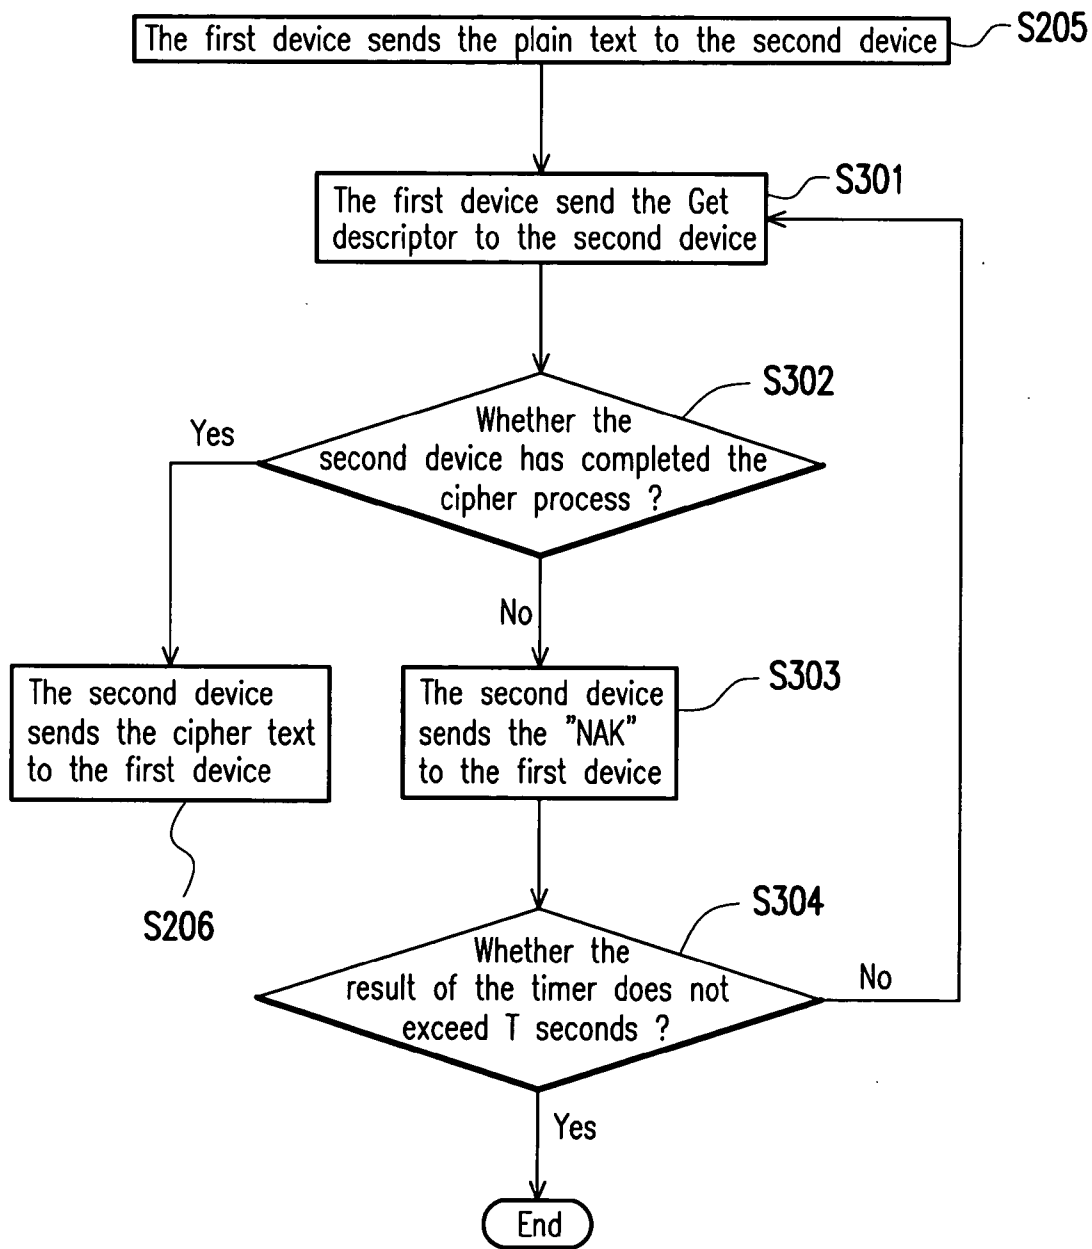 The first device sends the plain text to the second device
S205
S301
The first device send the Get
descriptor to the second device
S302
Whether the
second device has completed the
cipher process ?
Yes
No
The second device
sends the cipher text
to the first device
S206
The second device
sends the "NAK"
to the first device
S303
S304
Whether the
result of the timer does not
exceed T seconds ?
No
Yes
End